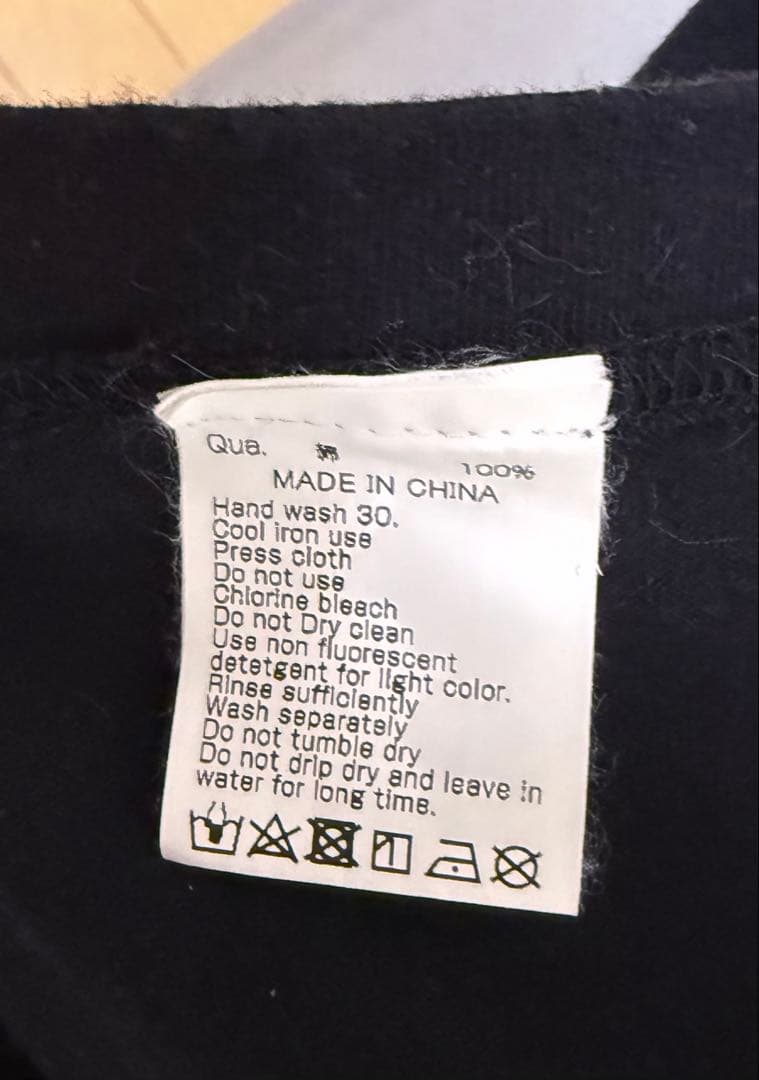 Qua. 100%
MADE IN CHINA
Hand wash 30.
Cool iron use
Press cloth
Do not use
Chlorine bleach
Do not Dry clean
Use non fluorescent
detetgent for light color.
Rinse sufficiently
Wash separately
Do not tumble dry
Do not drip dry and leave in
water for long time.